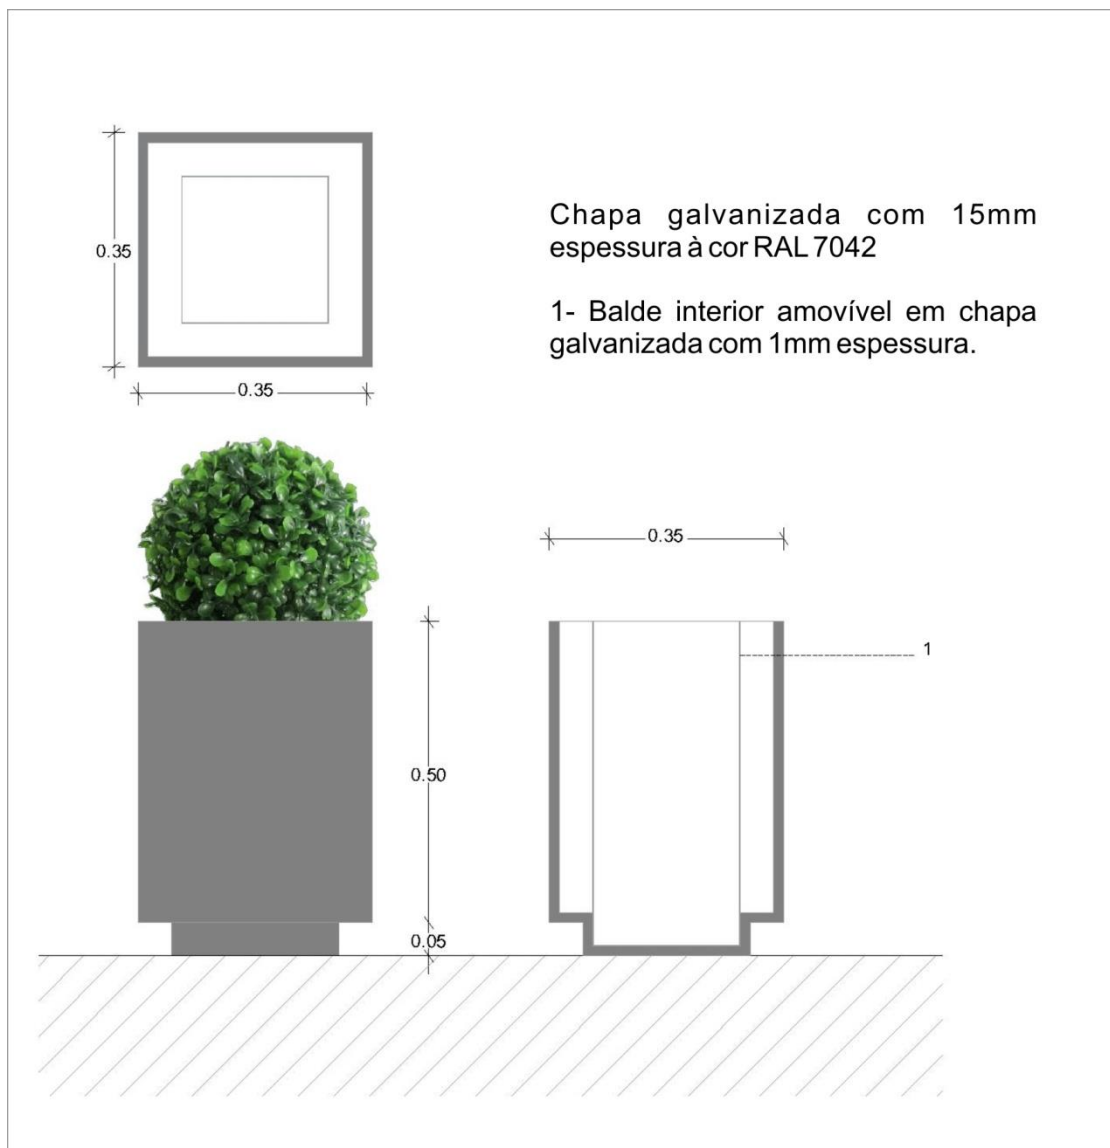 0.35
0.35
Chapa galvanizada com 15mm
espessura à cor RAL 7042
1- Balde interior amovível em chapa
galvanizada com 1mm espessura.
0.35
1
0.50
0.05